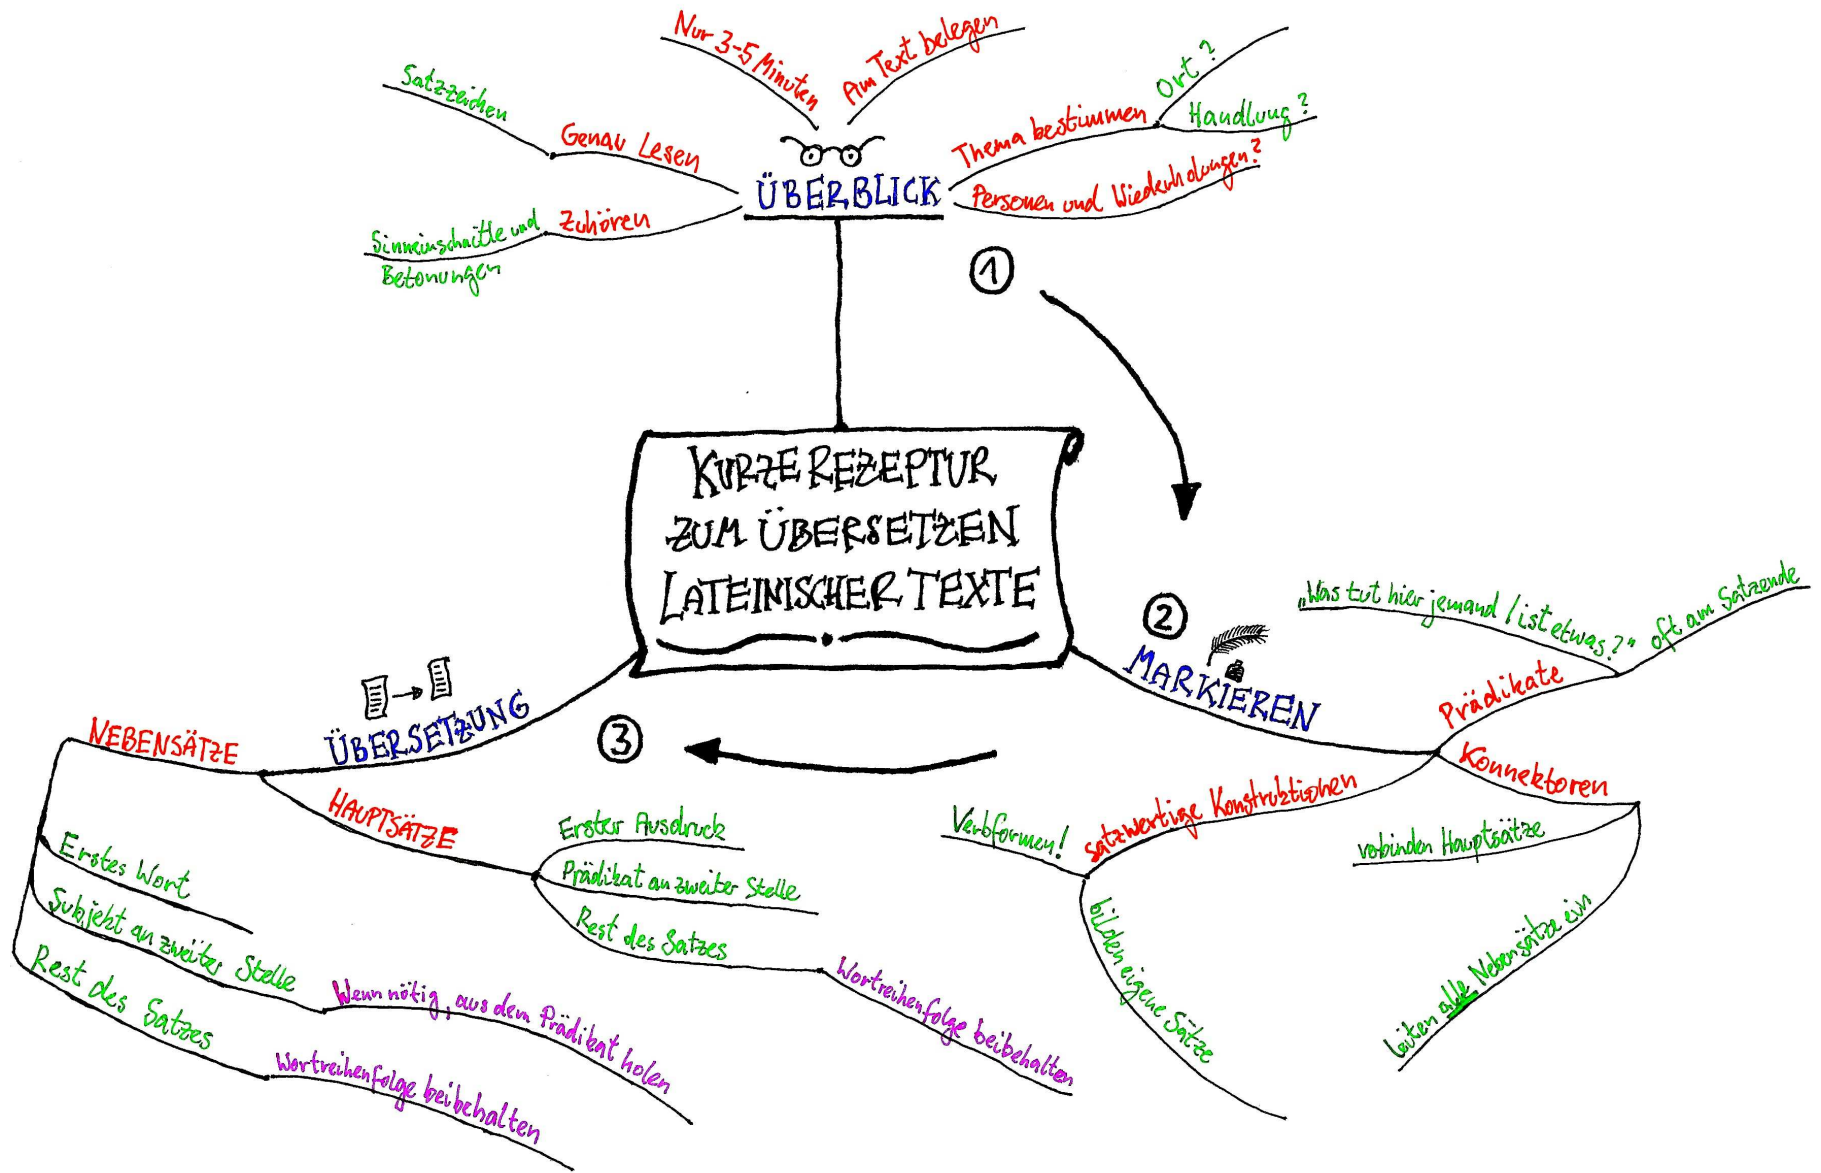 KURZE REZEPTUR
ZUM ÜBERSETZEN
LATEINISCHER TEXTE
ÜBERBLICK
Nur 3-5 Minuten
Am Text belegen
Genau Lesen
Satzzeichen
Zuhören
Sinneinschnitte und
Betonungen
Thema bestimmen
Ort?
Handlung?
Personen und Wiederholungen?
1
2
MARKIEREN
Prädikate
„Was tut hier jemand / ist etwas?"
oft am Satzende
Konnektoren
verbinden Hauptsätze
leiten alle Nebensätze ein
satzwertige Konstruktionen
Verbformen!
bilden eigene Sätze
3
ÜBERSETZUNG
HAUPTSÄTZE
Erster Ausdruck
Prädikat an zweiter Stelle
Rest des Satzes
Wortreihenfolge beibehalten
NEBENSÄTZE
Erstes Wort
Subjekt an zweiter Stelle
Wenn nötig, aus dem Prädikat holen
Rest des Satzes
Wortreihenfolge beibehalten